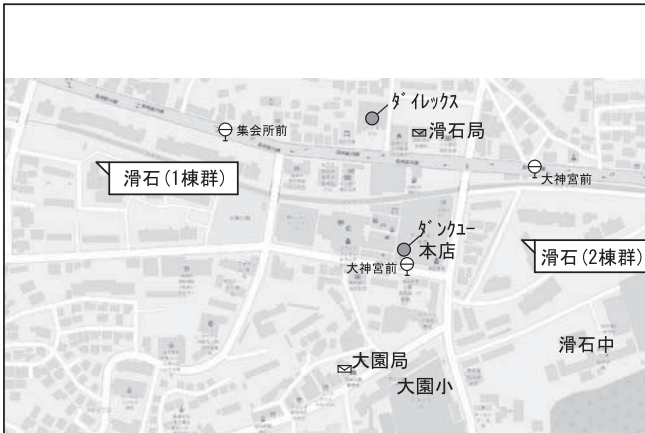 ダイレックス
滑石局
集会所前
大神宮前
滑石(1棟群)
ダンクユー
本店
大神宮前
滑石(2棟群)
滑石中
大園局
大園小